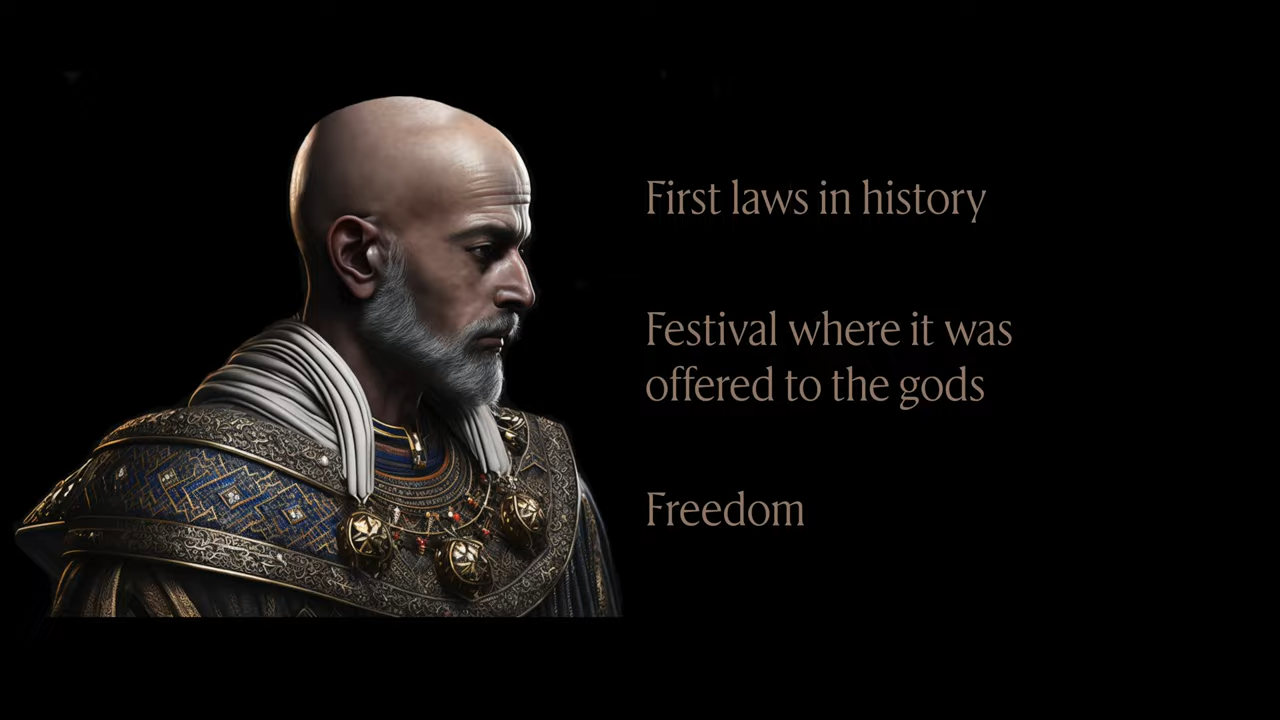 First laws in history
Festival where it was
offered to the gods
Freedom